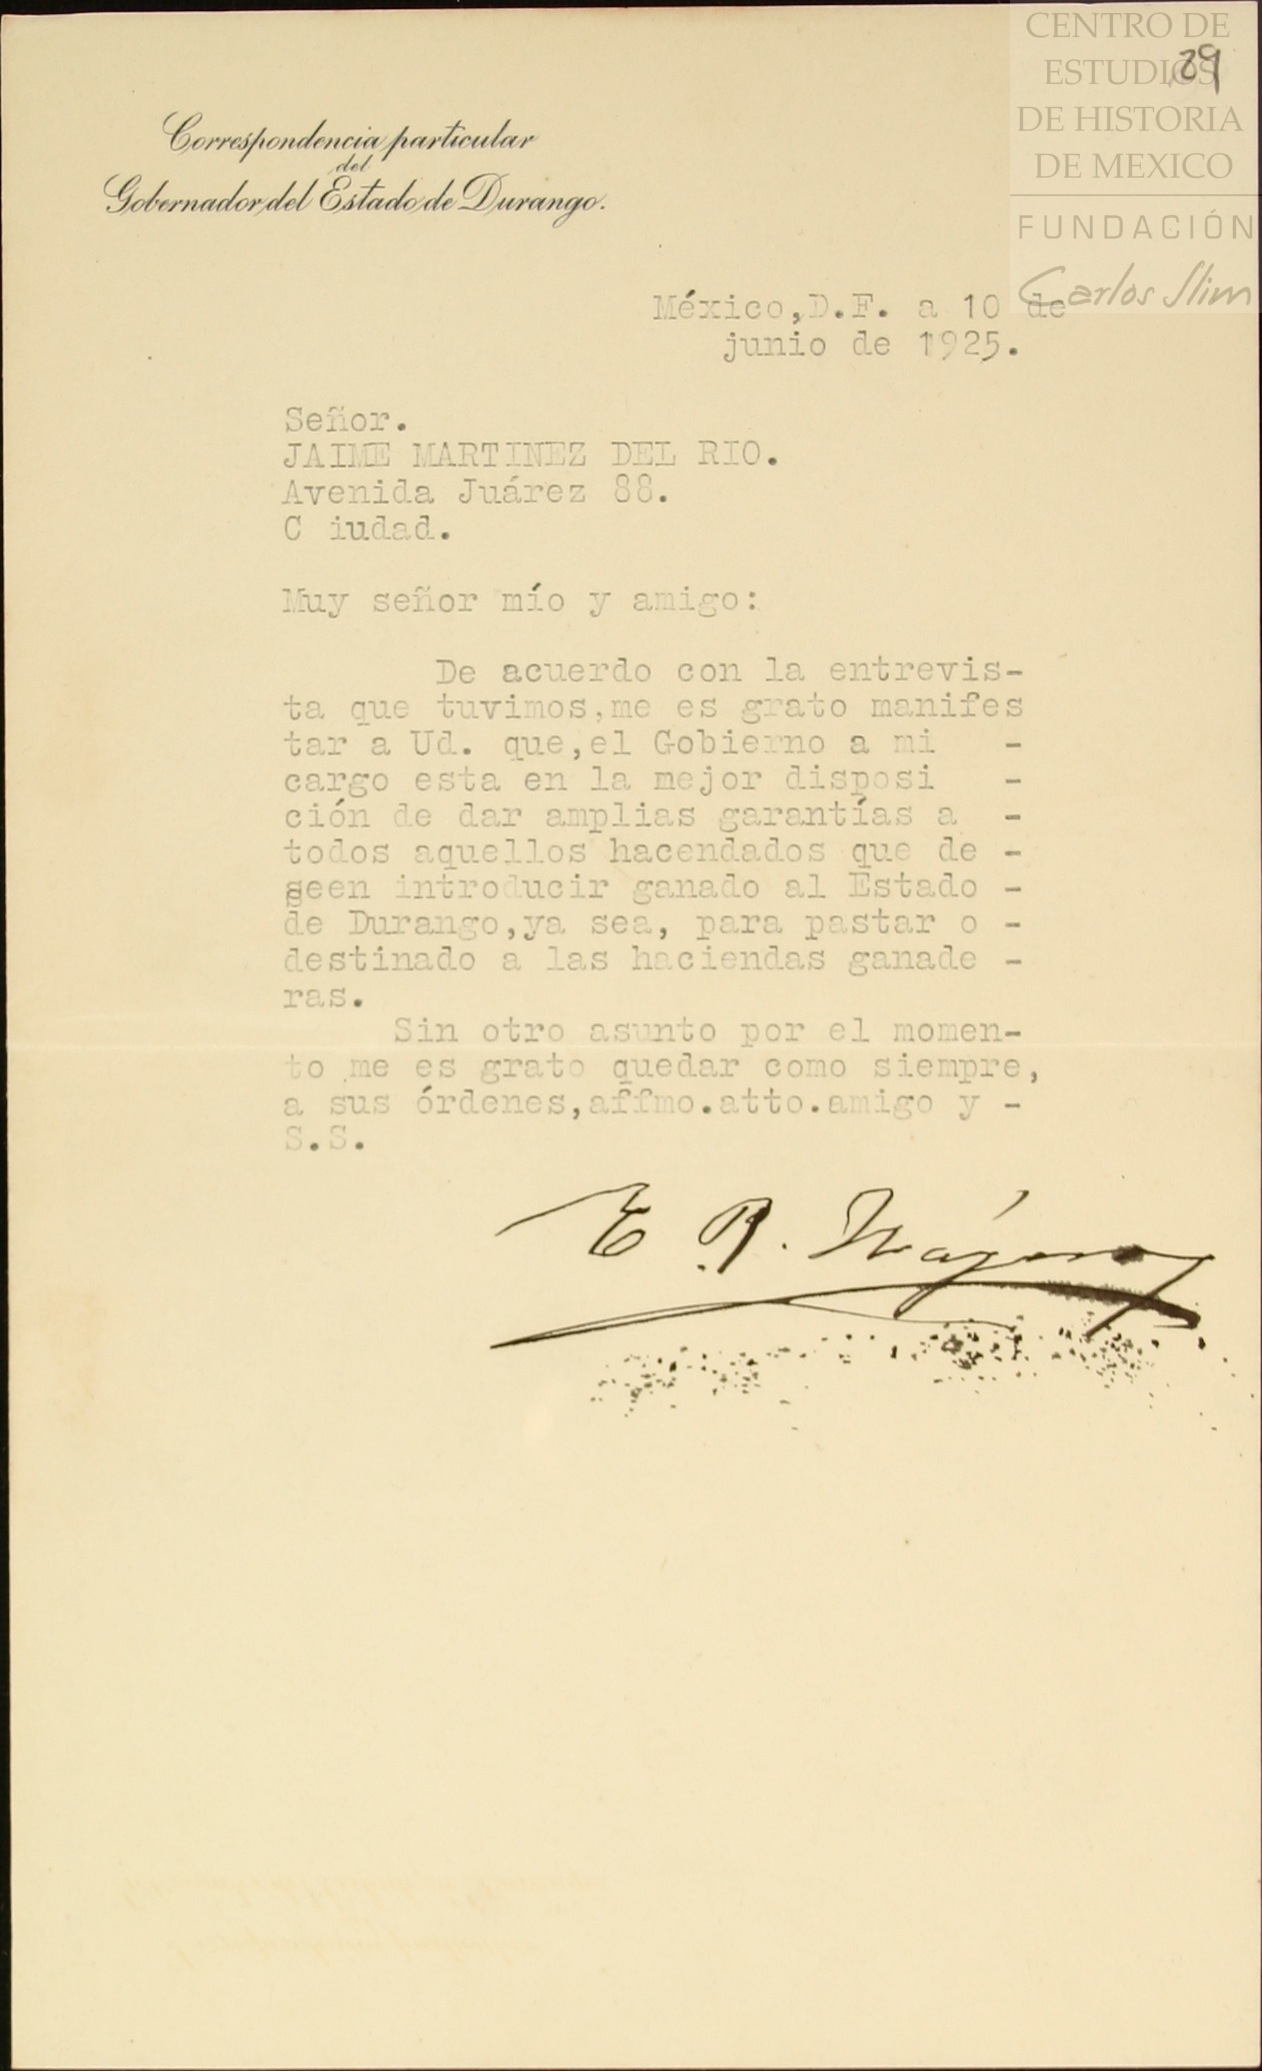 CENTRO DE
ESTUDIOS
DE HISTORIA
DE MEXICO
FUNDACIÓN
Carlos Slim
29
Correspondencia particular
del
Gobernador del Estado de Durango.
México,D.F. a 10 de
junio de 1925.
Señor.
JAIME MARTINEZ DEL RIO.
Avenida Juárez 88.
C iudad.
Muy señor mío y amigo:
De acuerdo con la entrevis-
ta que tuvimos,me es grato manifes
tar a Ud. que,el Gobierno a mi -
cargo esta en la mejor disposi -
ción de dar amplias garantías a -
todos aquellos hacendados que de -
seen introducir ganado al Estado -
de Durango,ya sea, para pastar o -
destinado a las haciendas ganade -
ras.
Sin otro asunto por el momen-
to me es grato quedar como siempre,
a sus órdenes,affmo.atto.amigo y -
S.S.
E. R. Nájera